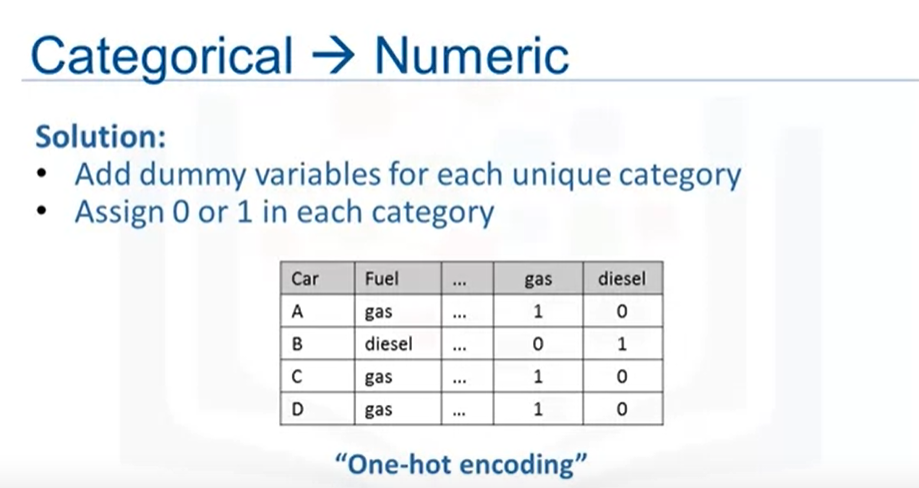 Categorical → Numeric
Solution:
• Add dummy variables for each unique category
• Assign 0 or 1 in each category
Car Fuel ... gas diesel
A gas ... 1 0
B diesel ... 0 1
C gas ... 1 0
D gas ... 1 0
“One-hot encoding”